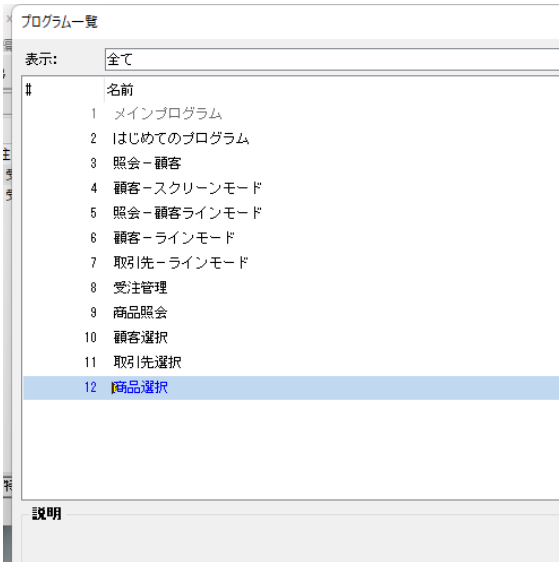 プログラム一覧
表示: 全て
# 名前
1 メインプログラム
2 はじめてのプログラム
3 照会－顧客
4 顧客－スクリーンモード
5 照会－顧客ラインモード
6 顧客－ラインモード
7 取引先－ラインモード
8 受注管理
9 商品照会
10 顧客選択
11 取引先選択
12 商品選択
説明